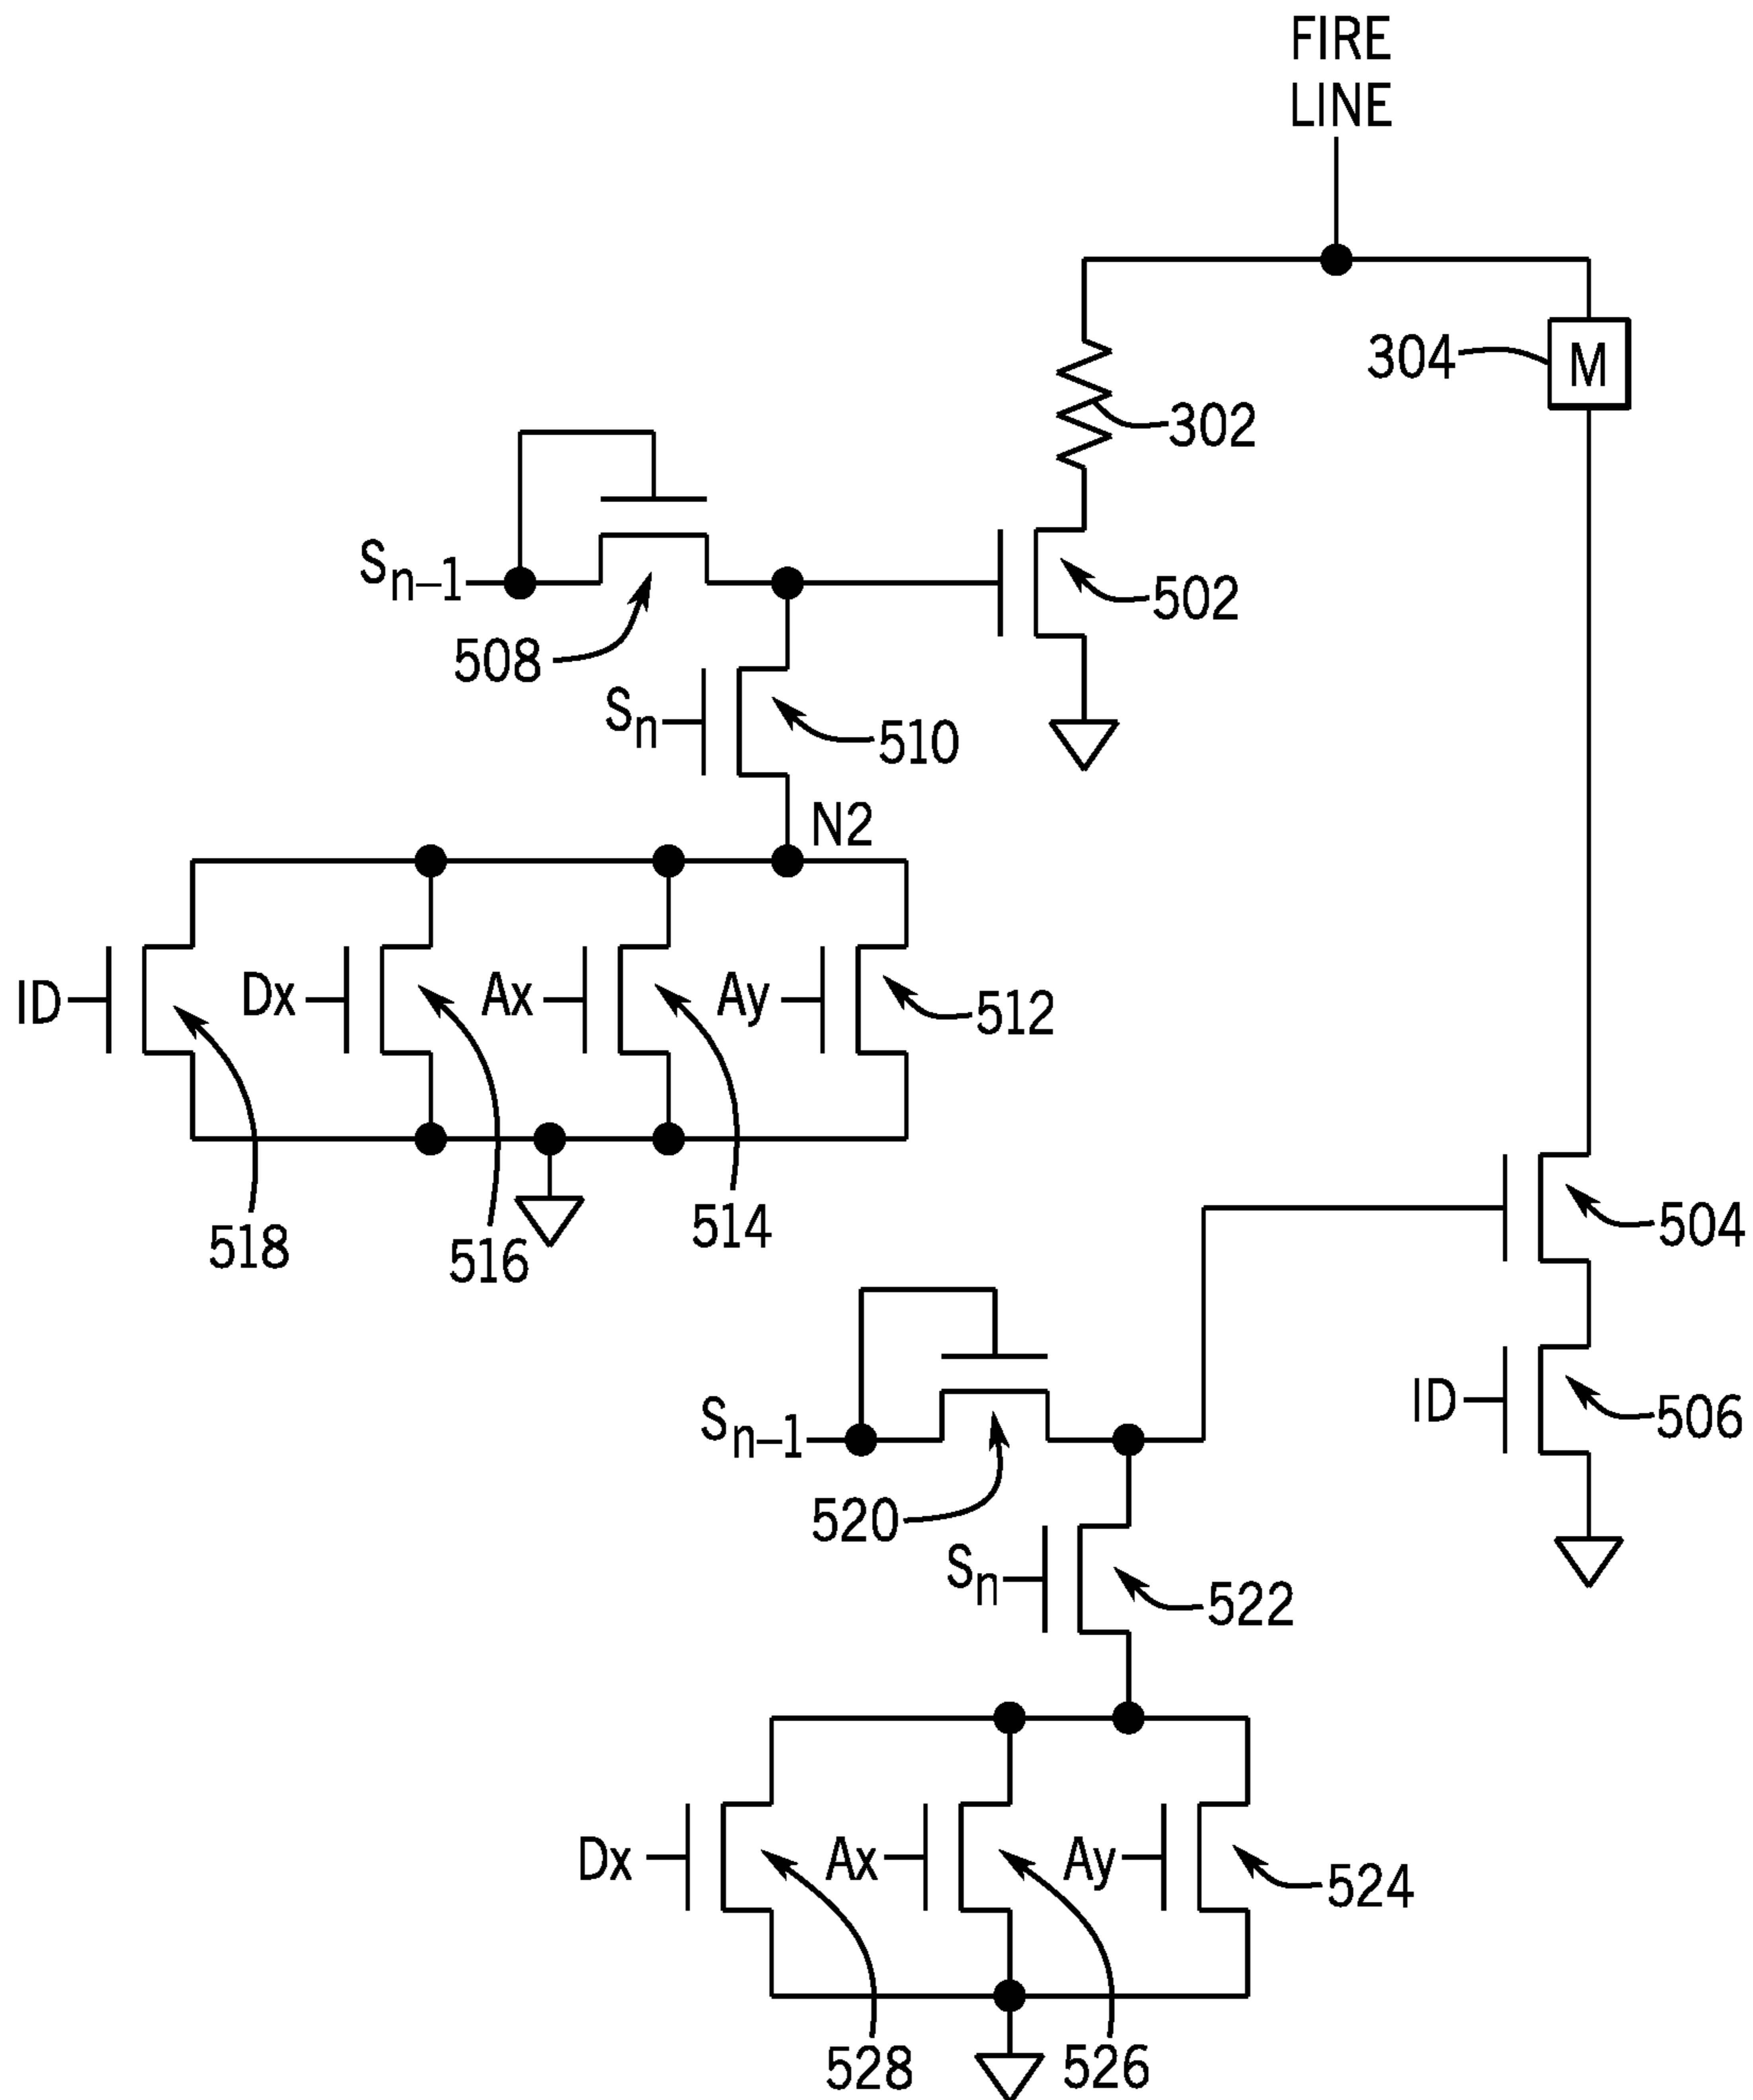 FIRE
LINE
304
M
302
Sn–1
508
502
Sn
510
N2
ID
Dx
Ax
Ay
512
518
516
514
504
ID
506
Sn–1
520
Sn
522
Dx
Ax
Ay
524
528
526